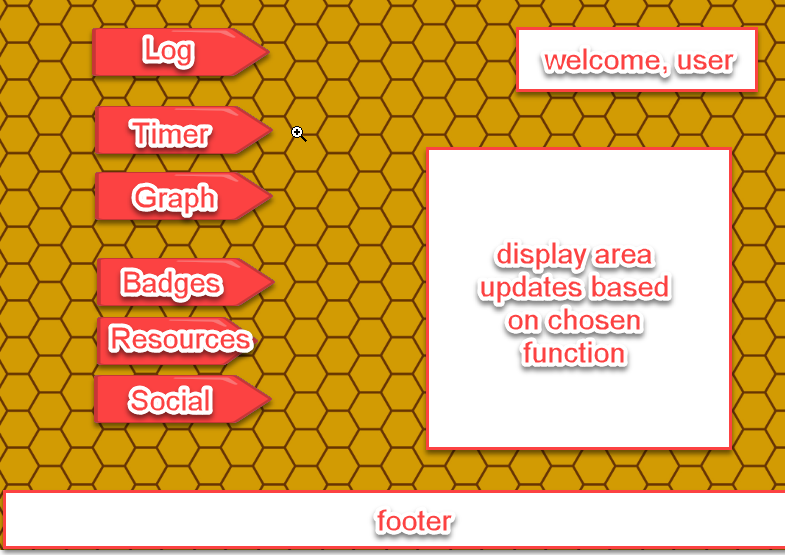 Log
welcome, user
Timer
Graph
display area
updates based
on chosen
function
Badges
Resources
Social
footer